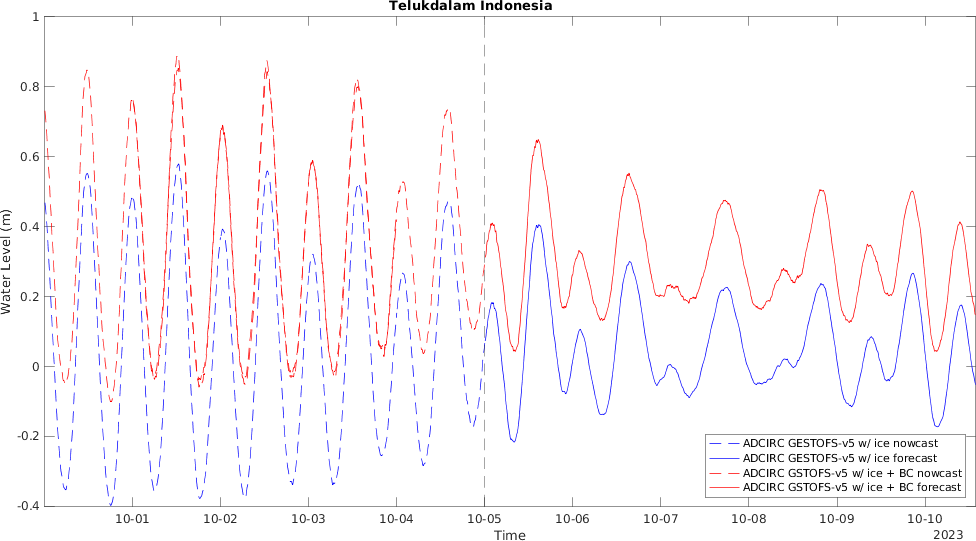 Telukdalam Indonesia
1
0.8
0.6
0.4
0.2
0
-0.2
-0.4
Water Level (m)
10-01 10-02 10-03 10-04 10-05 10-06 10-07 10-08 10-09 10-10
Time
2023
ADCIRC GESTOFS-v5 w/ ice nowcast
ADCIRC GESTOFS-v5 w/ ice forecast
ADCIRC GSTOFS-v5 w/ ice + BC nowcast
ADCIRC GSTOFS-v5 w/ ice + BC forecast